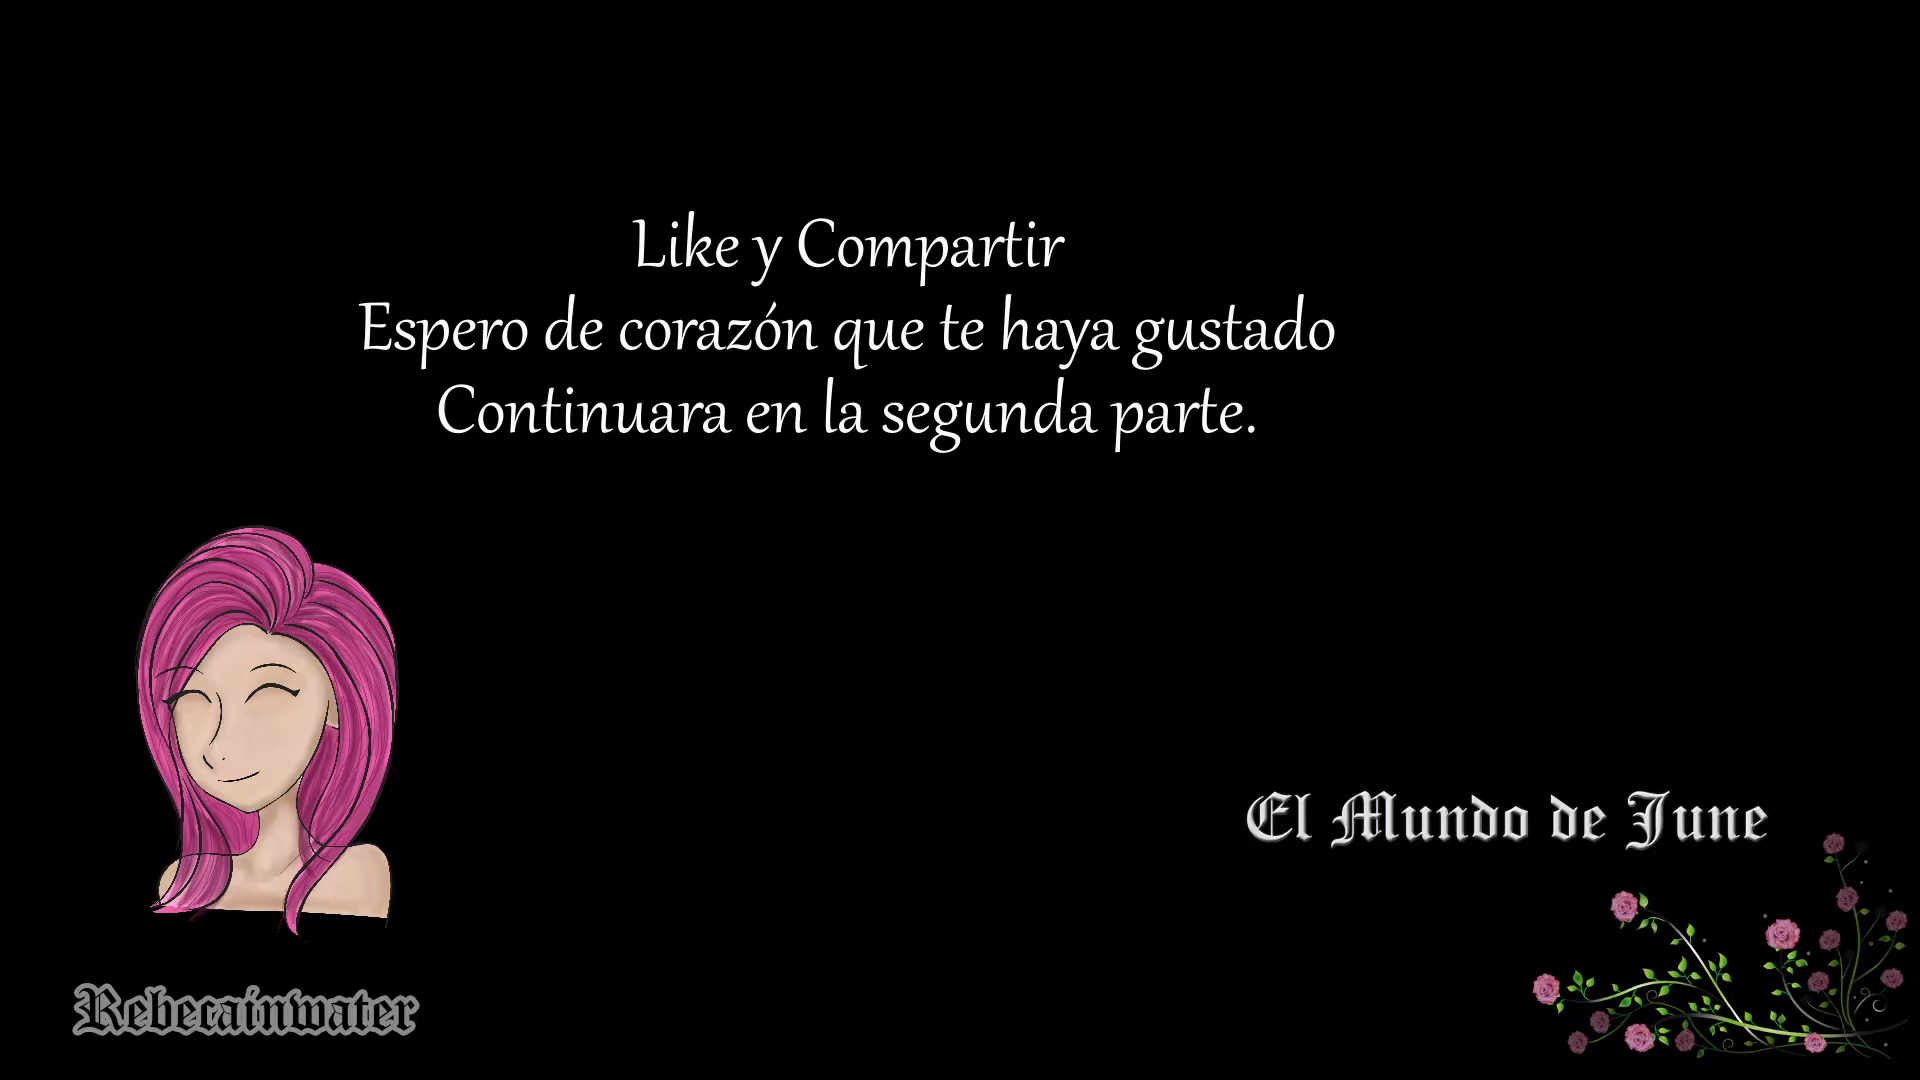 Like y Compartir
Espero de corazón que te haya gustado
Continuara en la segunda parte.
El Mundo de June
Rebecainwater